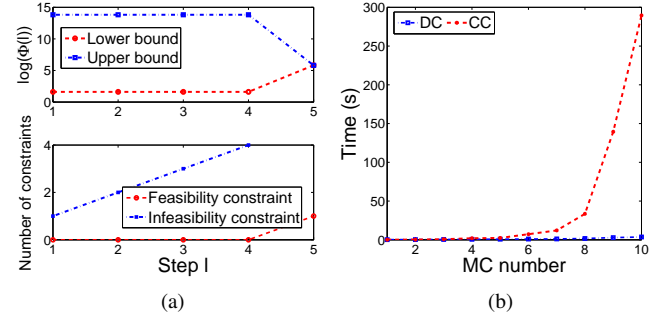 log(Φ(l))
15
10
5
0
Lower bound
Upper bound
1 2 3 4 5
Number of constraints
4
2
0
Feasibility constraint
Infeasibility constraint
1 2 3 4 5
Step l
(a)
Time (s)
300
250
200
150
100
50
0
DC CC
2 4 6 8 10
MC number
(b)